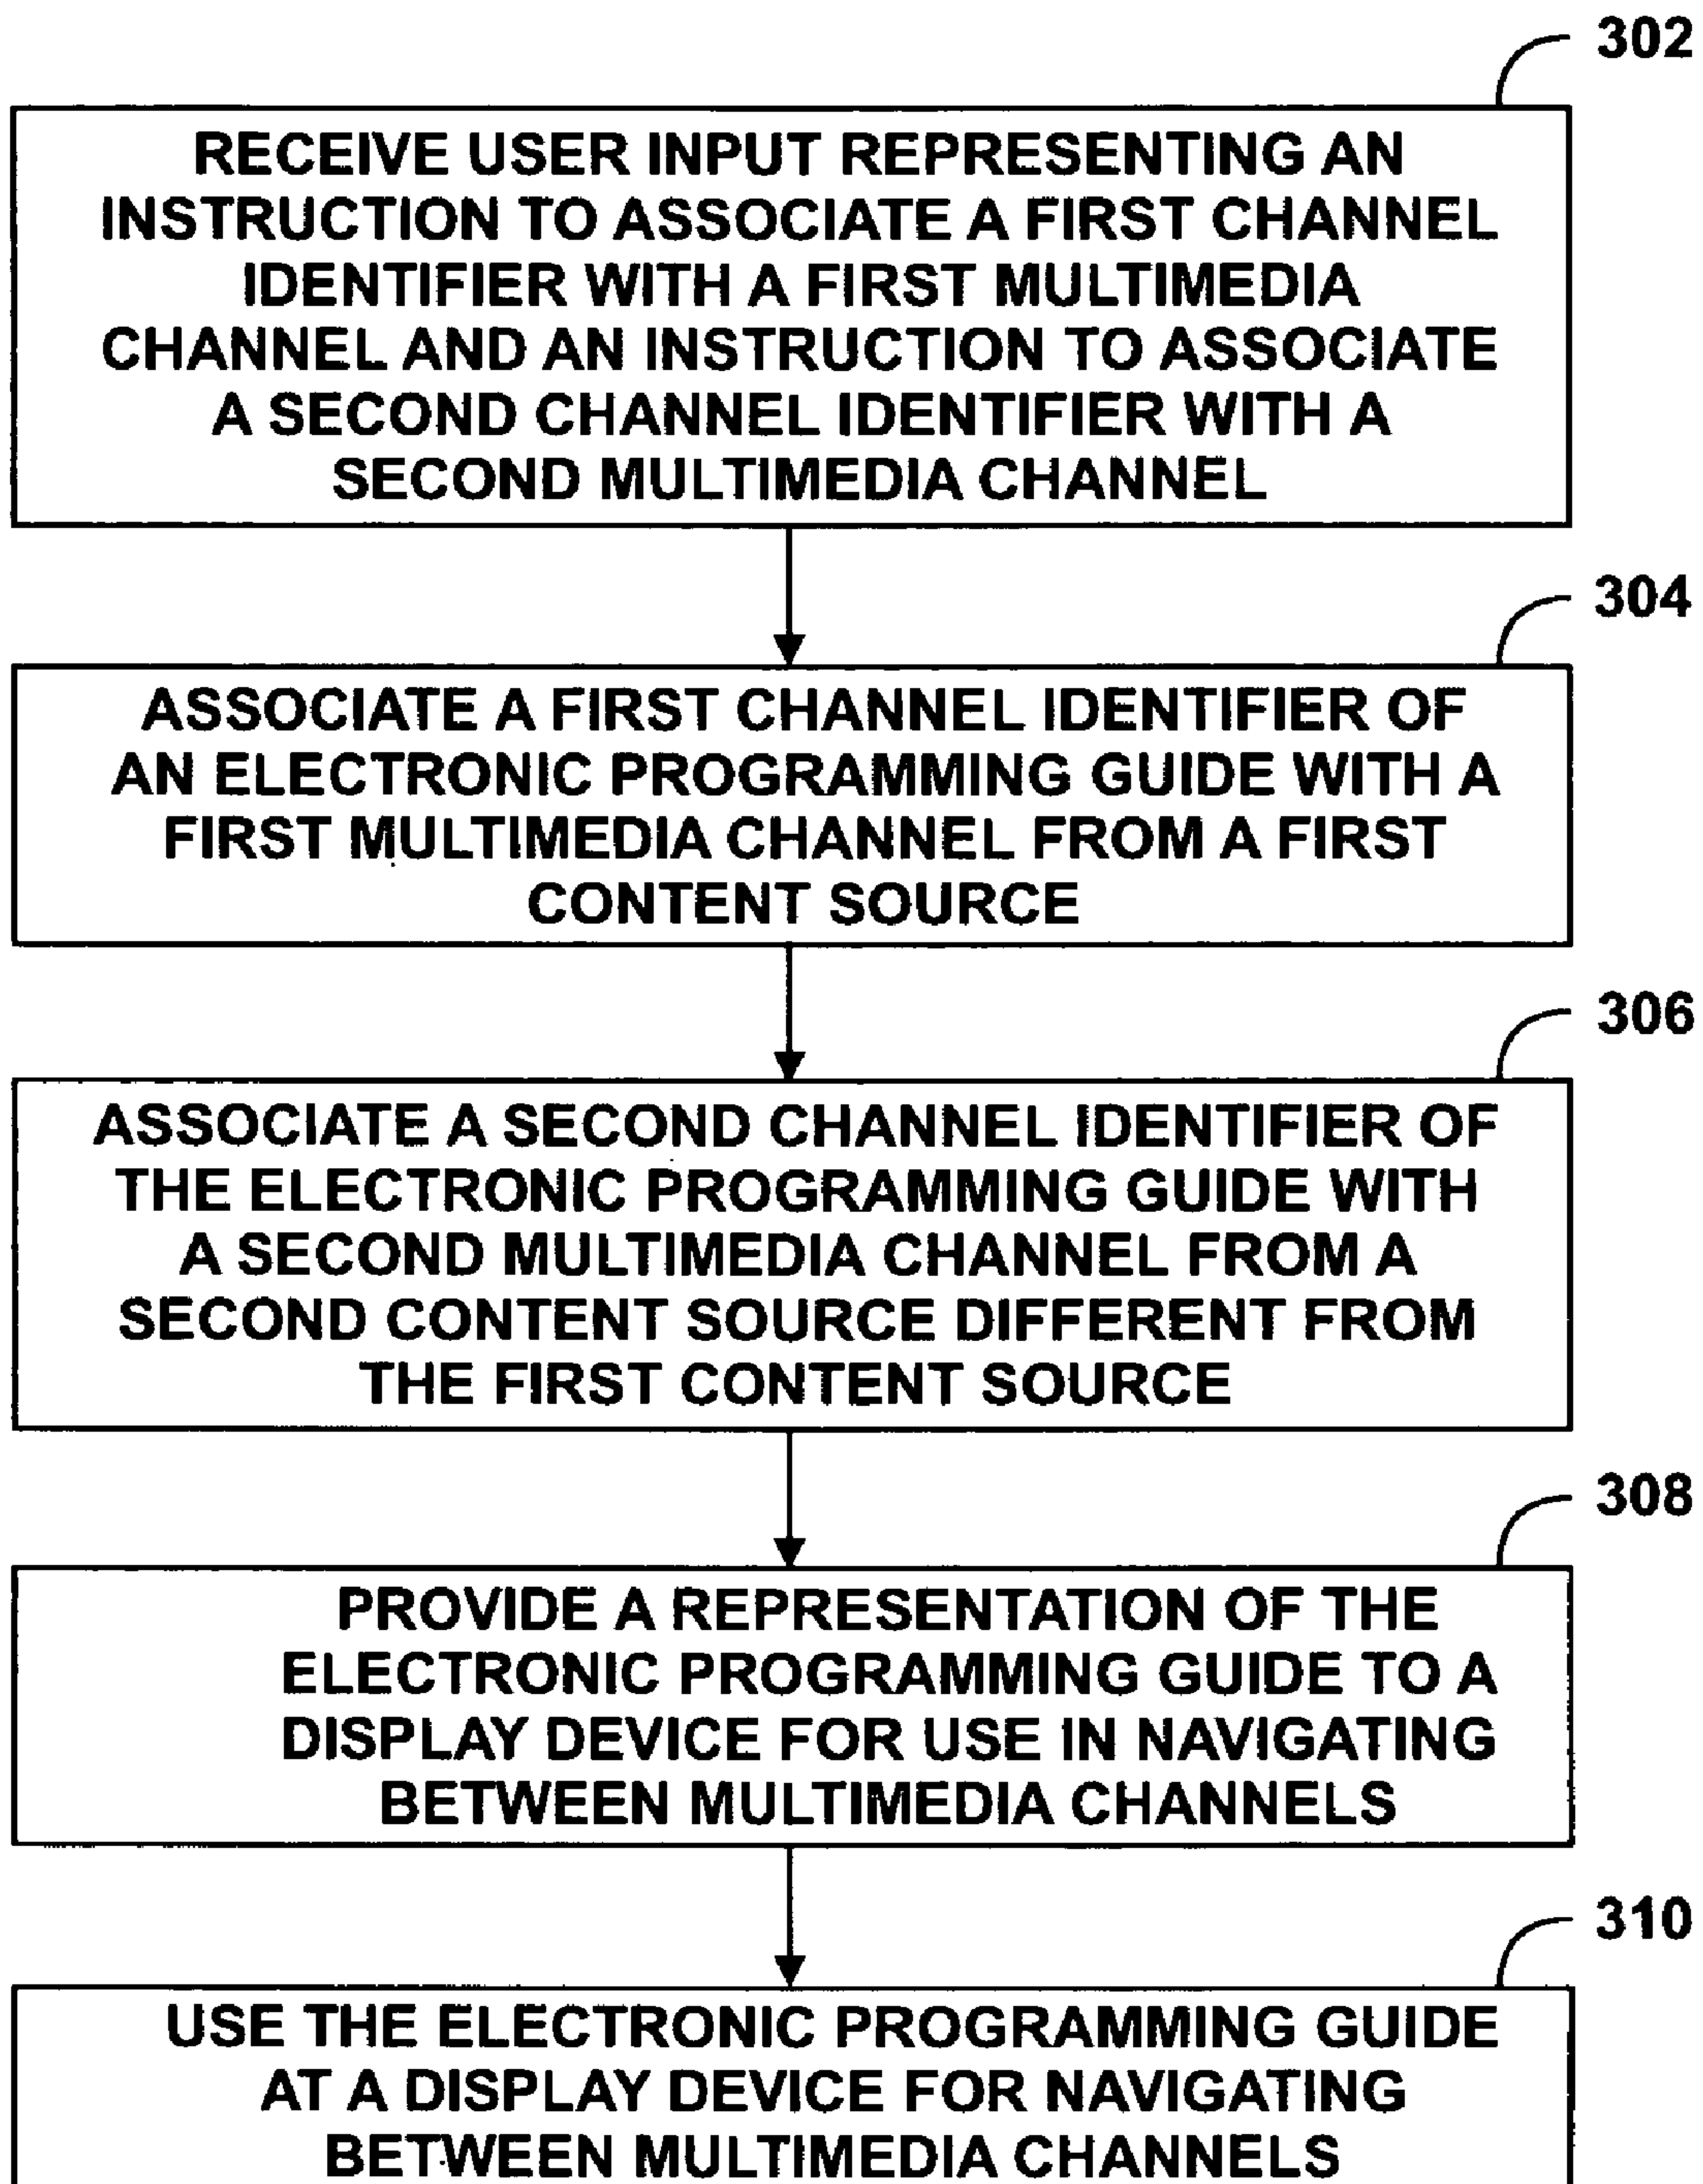 302
RECEIVE USER INPUT REPRESENTING AN
INSTRUCTION TO ASSOCIATE A FIRST CHANNEL
IDENTIFIER WITH A FIRST MULTIMEDIA
CHANNEL AND AN INSTRUCTION TO ASSOCIATE
A SECOND CHANNEL IDENTIFIER WITH A
SECOND MULTIMEDIA CHANNEL
304
ASSOCIATE A FIRST CHANNEL IDENTIFIER OF
AN ELECTRONIC PROGRAMMING GUIDE WITH A
FIRST MULTIMEDIA CHANNEL FROM A FIRST
CONTENT SOURCE
306
ASSOCIATE A SECOND CHANNEL IDENTIFIER OF
THE ELECTRONIC PROGRAMMING GUIDE WITH
A SECOND MULTIMEDIA CHANNEL FROM A
SECOND CONTENT SOURCE DIFFERENT FROM
THE FIRST CONTENT SOURCE
308
PROVIDE A REPRESENTATION OF THE
ELECTRONIC PROGRAMMING GUIDE TO A
DISPLAY DEVICE FOR USE IN NAVIGATING
BETWEEN MULTIMEDIA CHANNELS
310
USE THE ELECTRONIC PROGRAMMING GUIDE
AT A DISPLAY DEVICE FOR NAVIGATING
BETWEEN MULTIMEDIA CHANNELS